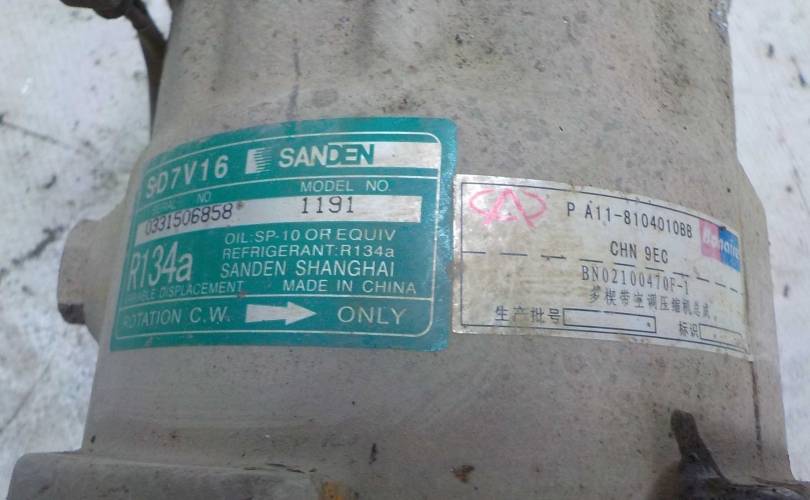 SD7V16 SANDEN
NO MODEL NO.
0331506858 1191
OIL:SP-10 OR EQUIV
REFRIGERANT:R134a
R134a SANDEN SHANGHAI
DISPLACEMENT MADE IN CHINA
ROTATION C.W. ONLY
P A11-8104010BB
CHN 9EC
BN02100470F-1
多楔带空调压缩机总成
生产批号 标识